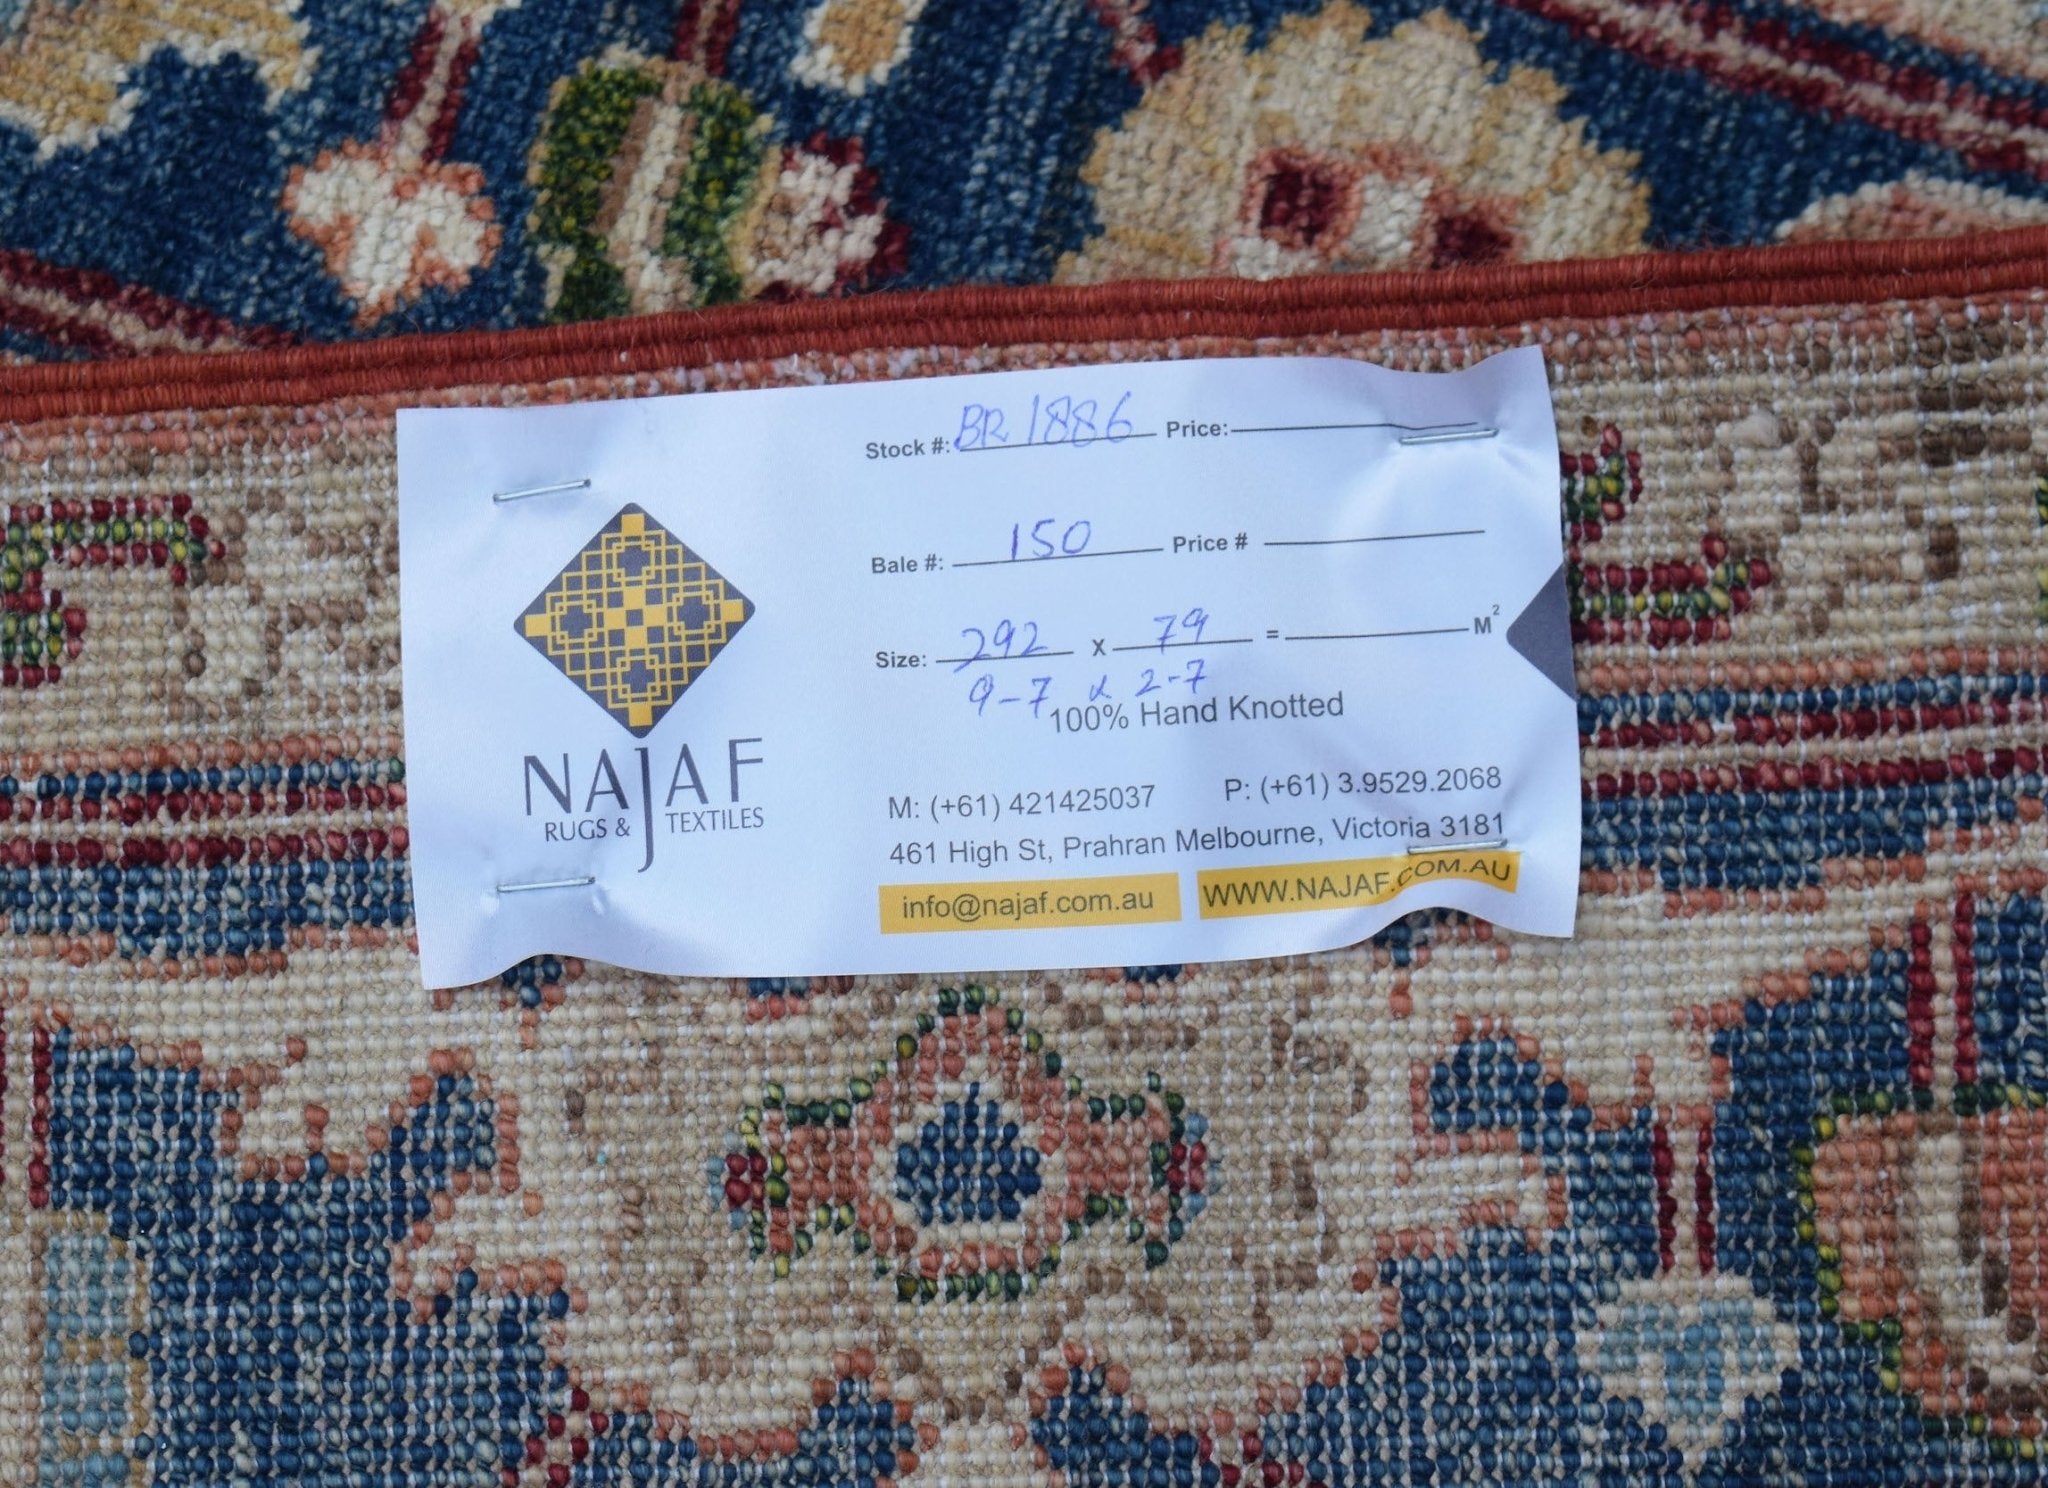 Stock #: BR 1886 Price:
Bale #: 150 Price #
Size: 292 x 79 = M²
9-7 x 2-7
100% Hand Knotted
NAJAF
RUGS & TEXTILES
M: (+61) 421425037 P: (+61) 3.9529.2068
461 High St, Prahran Melbourne, Victoria 3181
info@najaf.com.au WWW.NAJAF.COM.AU